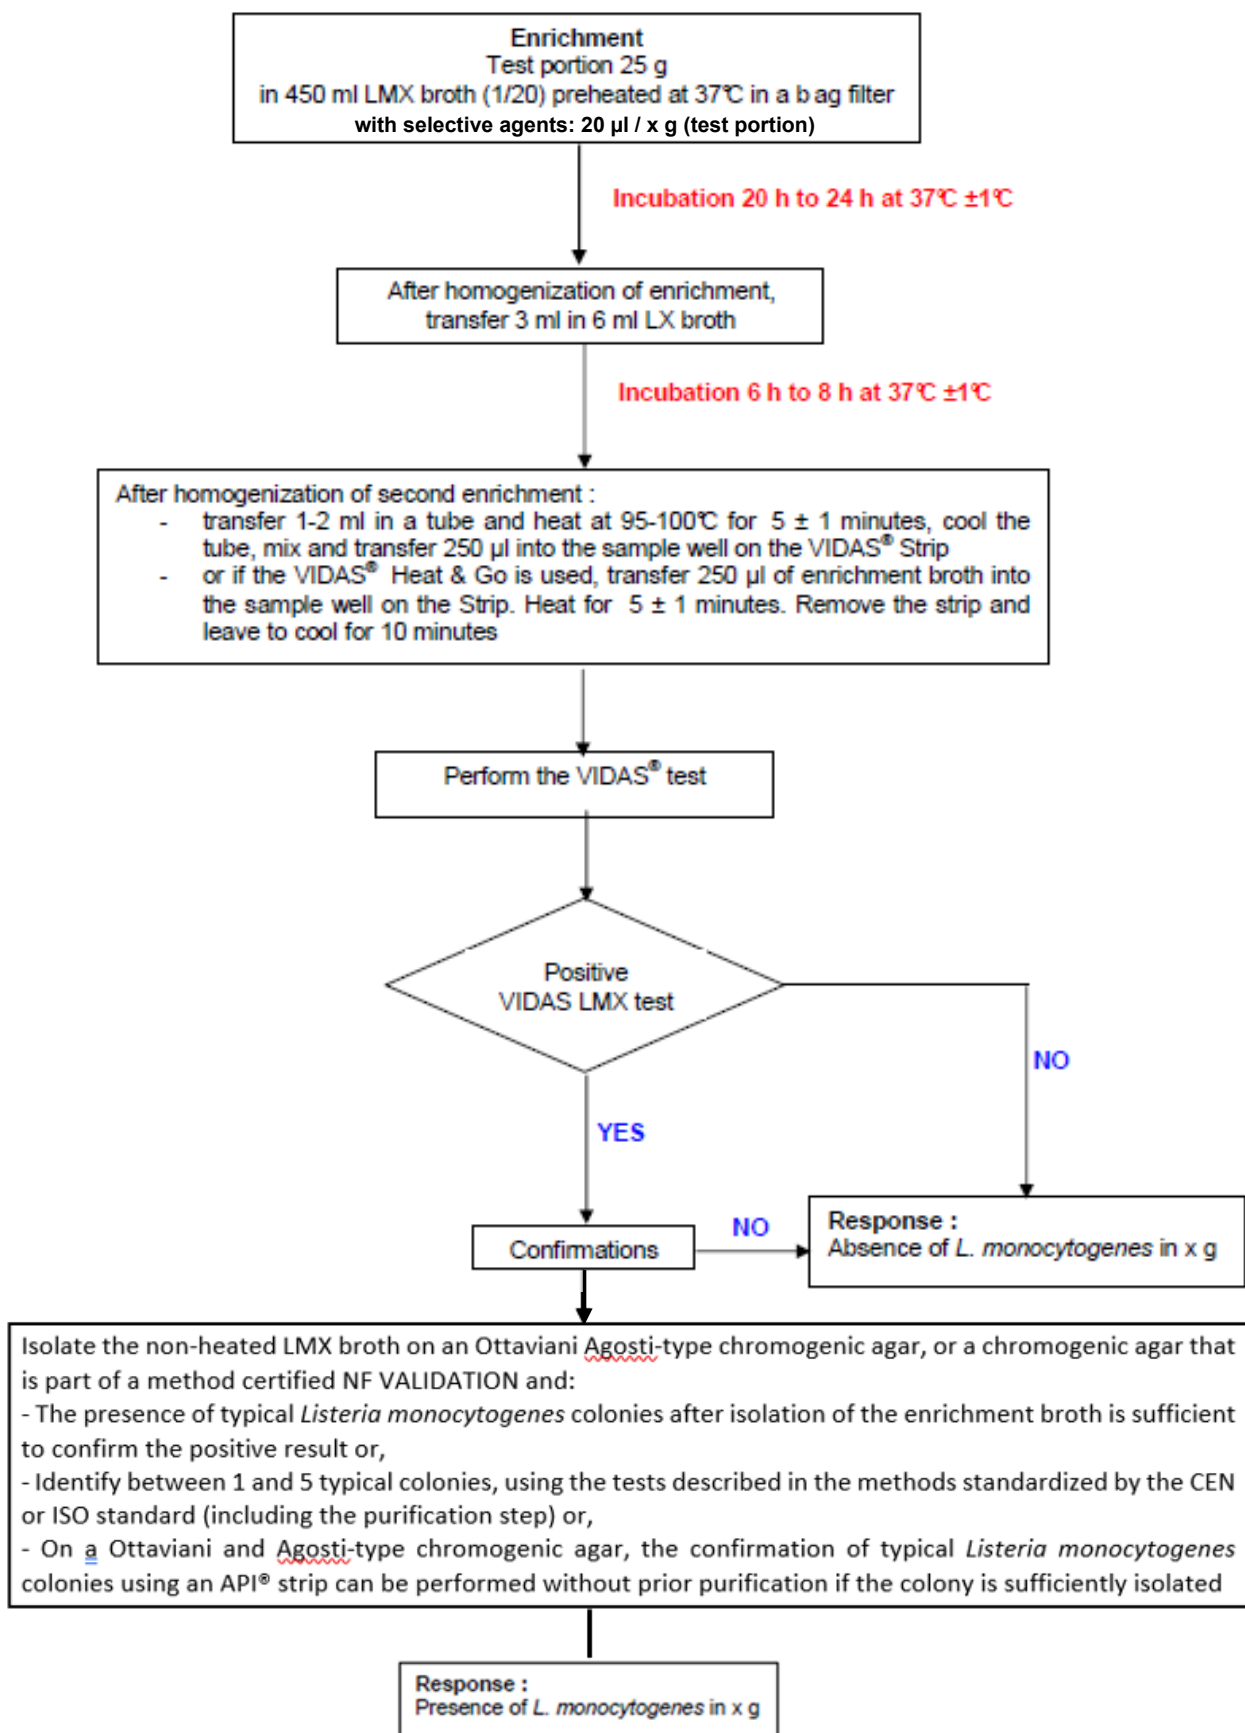 Enrichment
Test portion 25 g
in 450 ml LMX broth (1/20) preheated at 37°C in a b ag filter
with selective agents: 20 µl / x g (test portion)
Incubation 20 h to 24 h at 37°C ±1°C
After homogenization of enrichment,
transfer 3 ml in 6 ml LX broth
Incubation 6 h to 8 h at 37°C ±1°C
After homogenization of second enrichment :
- transfer 1-2 ml in a tube and heat at 95-100°C for 5 ± 1 minutes, cool the
tube, mix and transfer 250 µl into the sample well on the VIDAS® Strip
- or if the VIDAS® Heat & Go is used, transfer 250 µl of enrichment broth into
the sample well on the Strip. Heat for 5 ± 1 minutes. Remove the strip and
leave to cool for 10 minutes
Perform the VIDAS® test
Positive
VIDAS LMX test
NO
YES
Confirmations
NO
Response :
Absence of L. monocytogenes in x g
Isolate the non-heated LMX broth on an Ottaviani Agosti-type chromogenic agar, or a chromogenic agar that
is part of a method certified NF VALIDATION and:
- The presence of typical Listeria monocytogenes colonies after isolation of the enrichment broth is sufficient
to confirm the positive result or,
- Identify between 1 and 5 typical colonies, using the tests described in the methods standardized by the CEN
or ISO standard (including the purification step) or,
- On a Ottaviani and Agosti-type chromogenic agar, the confirmation of typical Listeria monocytogenes
colonies using an API® strip can be performed without prior purification if the colony is sufficiently isolated
Response :
Presence of L. monocytogenes in x g